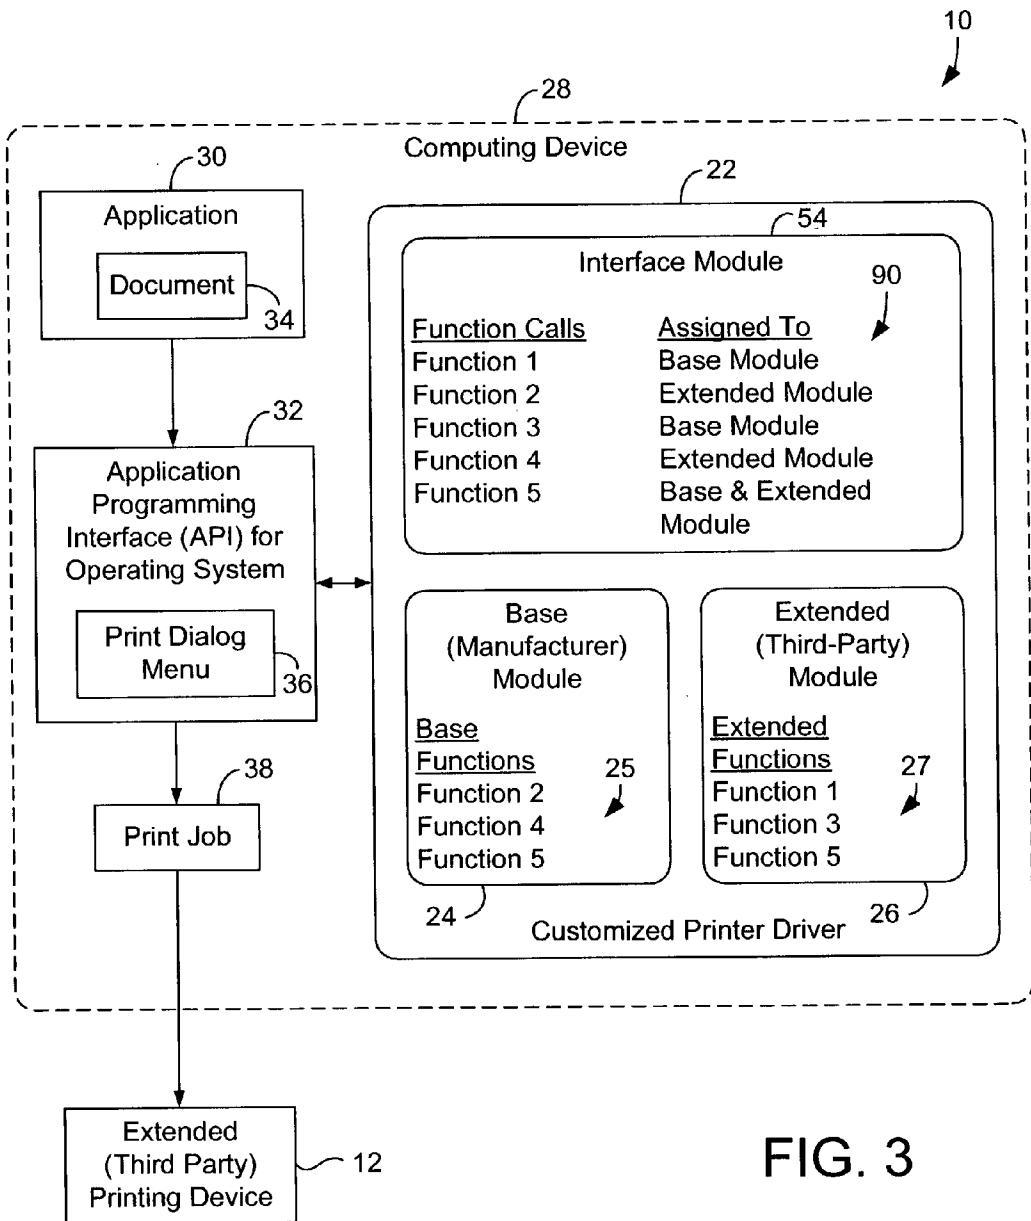 10
28
Computing Device
30
Application
Document
34
22
54
Interface Module
90
Function Calls Assigned To
Function 1 Base Module
Function 2 Extended Module
Function 3 Base Module
Function 4 Extended Module
Function 5 Base & Extended
Module
32
Application
Programming
Interface (API) for
Operating System
Print Dialog
Menu
36
Base
(Manufacturer)
Module
Base
Functions
25
Function 2
Function 4
Function 5
24
Extended
(Third-Party)
Module
Extended
Functions
27
Function 1
Function 3
Function 5
26
Customized Printer Driver
38
Print Job
Extended
(Third Party)
Printing Device
12
FIG. 3